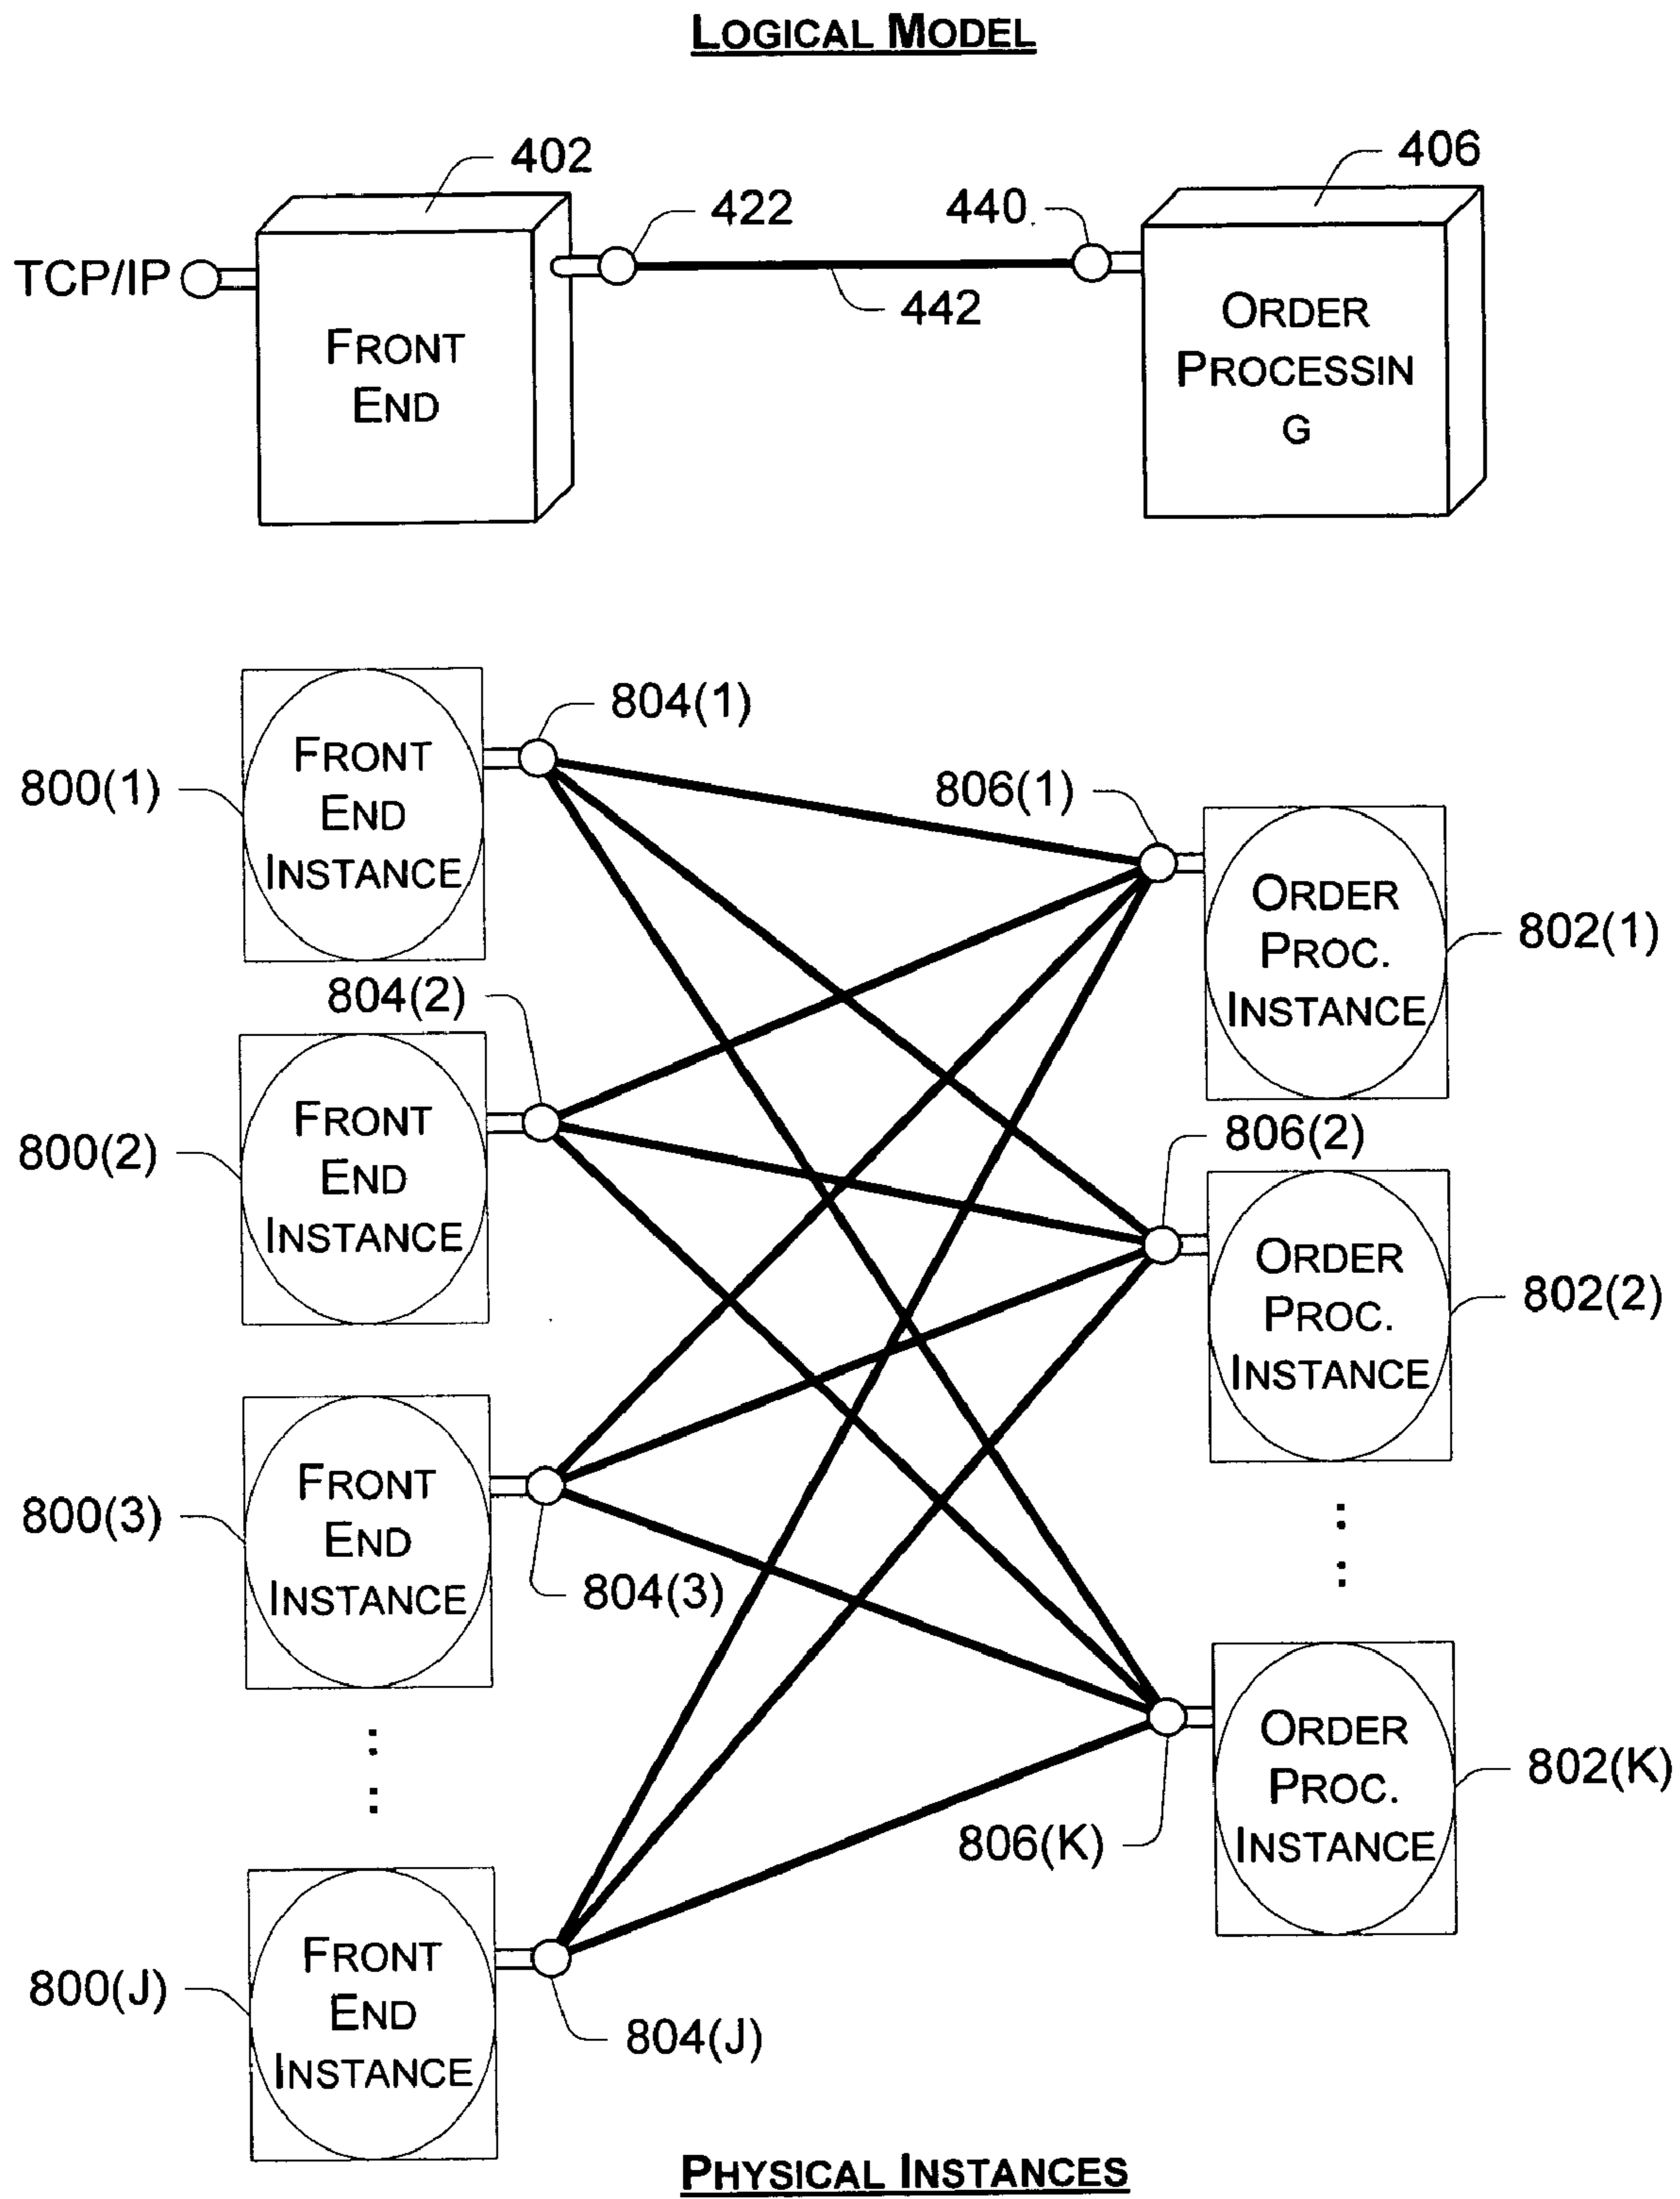 LOGICAL MODEL
402
406
422
440
TCP/IP
442
FRONT
END
ORDER
PROCESSIN
G
804(1)
FRONT
END
INSTANCE
800(1)
806(1)
ORDER
PROC.
INSTANCE
802(1)
804(2)
FRONT
END
INSTANCE
800(2)
806(2)
ORDER
PROC.
INSTANCE
802(2)
FRONT
END
INSTANCE
800(3)
804(3)
ORDER
PROC.
INSTANCE
802(K)
806(K)
FRONT
END
INSTANCE
800(J)
804(J)
PHYSICAL INSTANCES